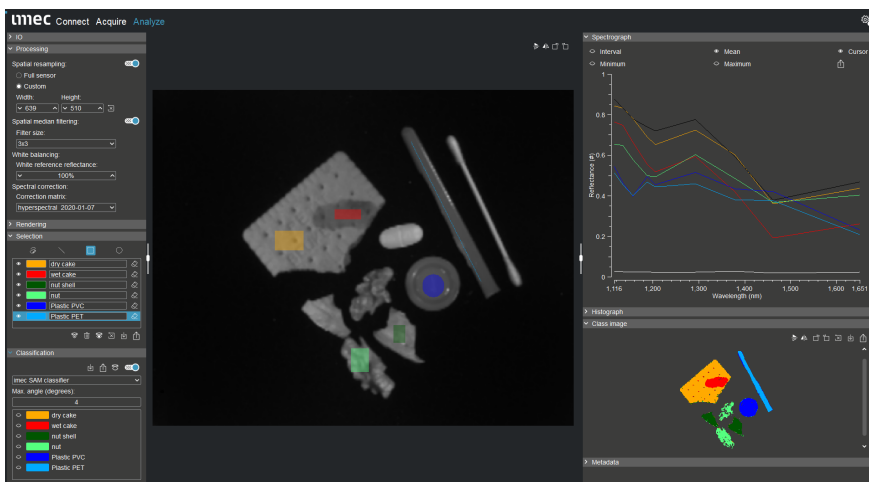 ımec Connect Acquire Analyze
IO
Processing
Spatial resampling:
Full sensor
Custom
Width: Height:
639 510
Spatial median filtering:
Filter size:
3x3
White balancing:
White reference reflectance:
100%
Spectral correction:
Correction matrix
hyperspectral 2020-01-07
Rendering
Selection
dry cake
wet cake
nut shell
nut
Plastic PVC
Plastic PET
Classification
imec SAM classifier
Max. angle (degrees):
4
dry cake
wet cake
nut shell
nut
Plastic PVC
Plastic PET
Spectrograph
Interval Mean Cursor
Minimum Maximum
1
0.8
0.6
0.4
0.2
0
Reflectance (#)
1,116 1,200 1,300 1,400 1,500 1,600 1,651
Wavelength (nm)
Histograph
Class image
Metadata